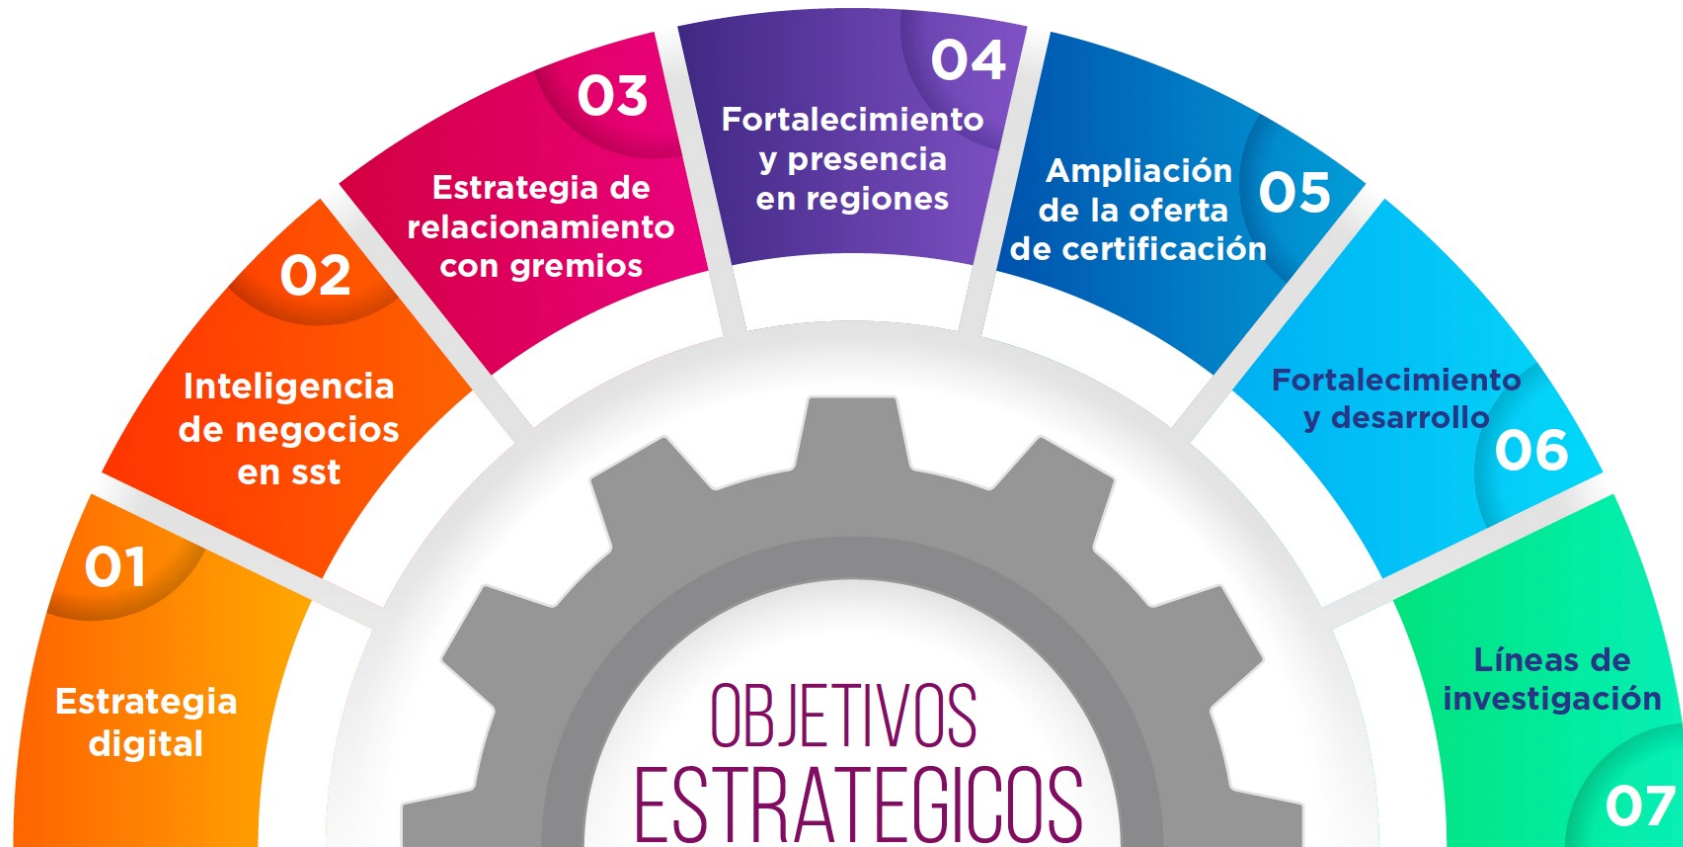 01
Estrategia
digital
02
Inteligencia
de negocios
en sst
03
Estrategia de
relacionamiento
con gremios
04
Fortalecimiento
y presencia
en regiones
05
Ampliación
de la oferta
de certificación
06
Fortalecimiento
y desarrollo
07
Líneas de
investigación
OBJETIVOS
ESTRATEGICOS